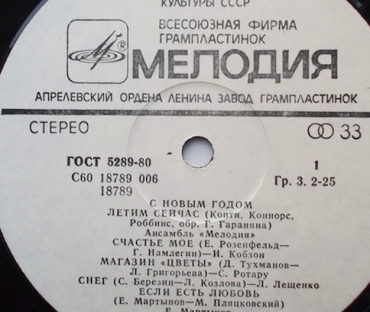 КУЛЬТУРЫ СССР
ВСЕСОЮЗНАЯ ФИРМА
ГРАМПЛАСТИНОК
® МЕЛОДИЯ
АПРЕЛЕВСКИЙ ОРДЕНА ЛЕНИНА ЗАВОД ГРАМПЛАСТИНОК
СТЕРЕО
33
ГОСТ 5289-80
С60 18789 006
18789
1
Гр. 3. 2-25
С НОВЫМ ГОДОМ
ЛЕТИМ СЕЙЧАС (Конти, Коннорс,
Роббинс, обр. Г. Гараняна)
Ансамбль «Мелодия»
СЧАСТЬЕ МОЕ (Е. Розенфельд-
Г. Намлегин)— И. Кобзон
МАГАЗИН «ЦВЕТЫ» (Д. Тухманов-
Л. Григорьева)— С. Ротару
СНЕГ (С. Березин—Л. Козлова)— Л. Лещенко
ЕСЛИ ЕСТЬ ЛЮБОВЬ
(Е. Мартынов—М. Пляцковский)
Е. Мартынов